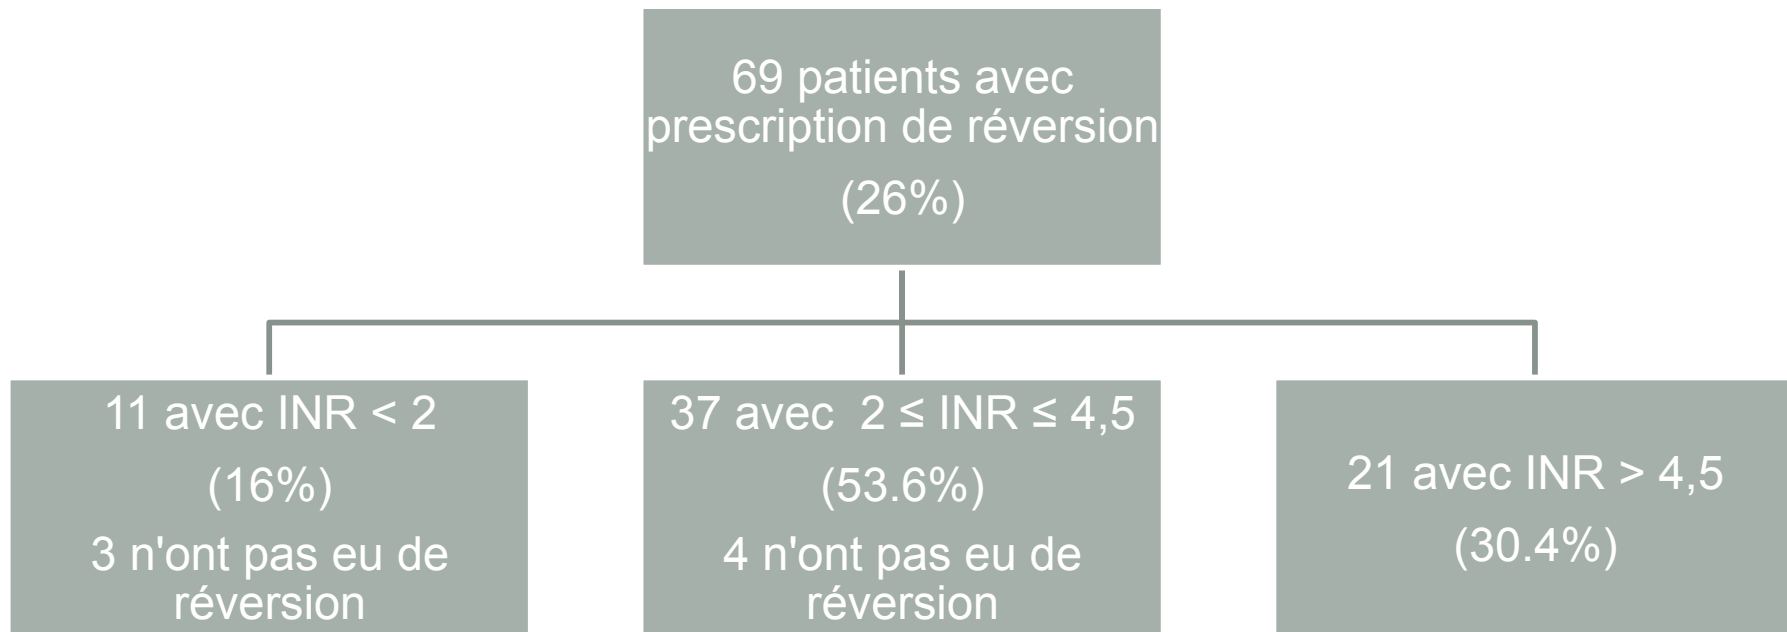 69 patients avec
prescription de réversion
(26%)
11 avec INR < 2
(16%)
3 n'ont pas eu de
réversion
37 avec  2 ≤ INR ≤ 4,5
(53.6%)
4 n'ont pas eu de
réversion
21 avec INR > 4,5
(30.4%)